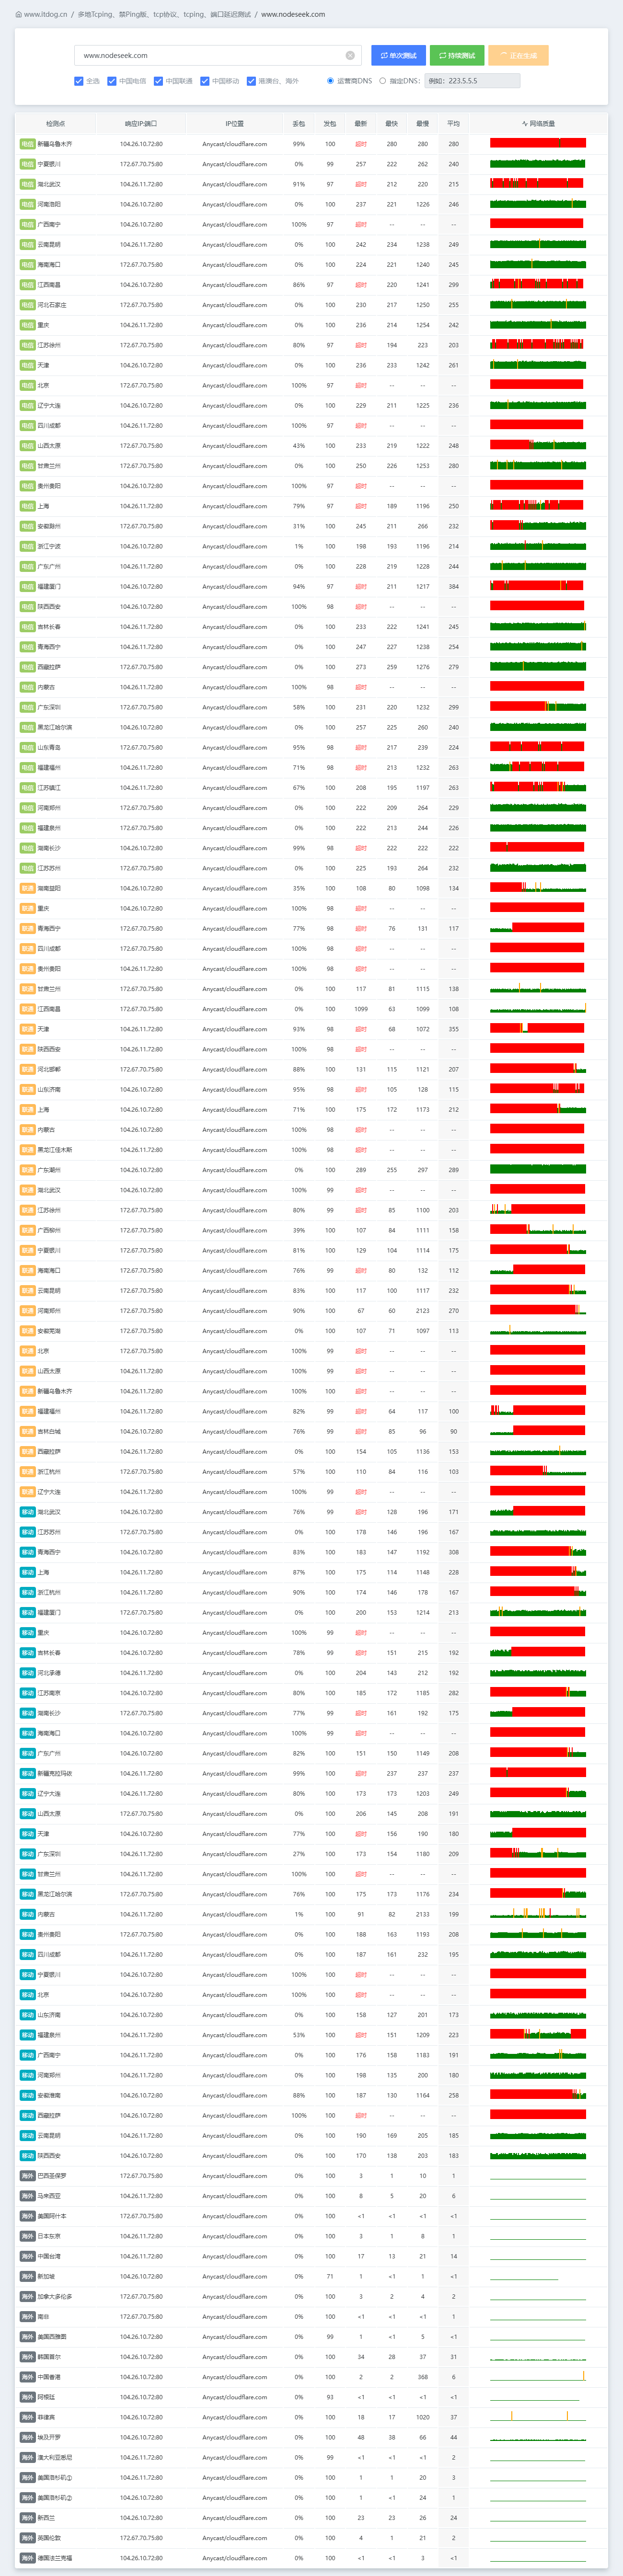 www.itdog.cn / 多地Tcping、禁Ping版、tcp协议、tcping、端口延迟测试 / www.nodeseek.com
www.nodeseek.com 单次测试 持续测试 正在生成
全选 中国电信 中国联通 中国移动 港澳台、海外 运营商DNS 指定DNS: 例如: 223.5.5.5
检测点 响应IP:端口 IP位置 丢包 发包 最新 最快 最慢 平均 网络质量
电信 新疆乌鲁木齐 104.26.10.72:80 Anycast/cloudflare.com 99% 100 超时 280 280 280
电信 宁夏银川 172.67.70.75:80 Anycast/cloudflare.com 0% 99 257 222 262 240
电信 湖北武汉 104.26.11.72:80 Anycast/cloudflare.com 91% 97 超时 212 220 215
电信 河南洛阳 104.26.10.72:80 Anycast/cloudflare.com 0% 100 237 221 1226 246
电信 广西南宁 104.26.10.72:80 Anycast/cloudflare.com 100% 97 超时 -- -- --
电信 云南昆明 104.26.11.72:80 Anycast/cloudflare.com 0% 100 242 234 1238 249
电信 海南海口 172.67.70.75:80 Anycast/cloudflare.com 0% 100 224 221 1240 245
电信 江西南昌 104.26.11.72:80 Anycast/cloudflare.com 86% 97 超时 220 1241 299
电信 河北石家庄 172.67.70.75:80 Anycast/cloudflare.com 0% 100 230 217 1250 255
电信 重庆 104.26.11.72:80 Anycast/cloudflare.com 0% 100 236 214 1254 242
电信 江苏徐州 172.67.70.75:80 Anycast/cloudflare.com 80% 97 超时 194 223 203
电信 天津 104.26.10.72:80 Anycast/cloudflare.com 0% 100 236 233 1242 261
电信 北京 172.67.70.75:80 Anycast/cloudflare.com 100% 97 超时 -- -- --
电信 辽宁大连 104.26.10.72:80 Anycast/cloudflare.com 0% 100 229 211 1225 236
电信 四川成都 104.26.11.72:80 Anycast/cloudflare.com 100% 97 超时 -- -- --
电信 山西太原 172.67.70.75:80 Anycast/cloudflare.com 43% 100 233 219 1222 248
电信 甘肃兰州 172.67.70.75:80 Anycast/cloudflare.com 0% 100 250 226 1253 280
电信 贵州贵阳 104.26.10.72:80 Anycast/cloudflare.com 100% 97 超时 -- -- --
电信 上海 104.26.10.72:80 Anycast/cloudflare.com 79% 97 超时 189 1196 250
电信 安徽滁州 172.67.70.75:80 Anycast/cloudflare.com 31% 100 245 211 266 232
电信 浙江宁波 104.26.10.72:80 Anycast/cloudflare.com 1% 100 198 193 1196 214
电信 广东广州 104.26.11.72:80 Anycast/cloudflare.com 0% 100 228 219 1228 244
电信 福建厦门 104.26.10.72:80 Anycast/cloudflare.com 94% 97 超时 211 1217 384
电信 陕西西安 104.26.10.72:80 Anycast/cloudflare.com 100% 98 超时 -- -- --
电信 吉林长春 104.26.11.72:80 Anycast/cloudflare.com 0% 100 233 222 1241 245
电信 青海西宁 104.26.11.72:80 Anycast/cloudflare.com 0% 100 247 227 1238 254
电信 西藏拉萨 172.67.70.75:80 Anycast/cloudflare.com 0% 100 273 259 1276 279
电信 内蒙古 104.26.11.72:80 Anycast/cloudflare.com 100% 98 超时 -- -- --
电信 广东深圳 172.67.70.75:80 Anycast/cloudflare.com 58% 100 231 220 1232 299
电信 黑龙江哈尔滨 104.26.10.72:80 Anycast/cloudflare.com 0% 100 257 225 260 240
电信 山东青岛 172.67.70.75:80 Anycast/cloudflare.com 95% 98 超时 217 239 224
电信 福建福州 104.26.11.72:80 Anycast/cloudflare.com 71% 98 超时 213 1232 263
电信 江苏镇江 104.26.11.72:80 Anycast/cloudflare.com 67% 100 208 195 1197 263
电信 河南郑州 172.67.70.75:80 Anycast/cloudflare.com 0% 100 222 209 264 229
电信 福建泉州 172.67.70.75:80 Anycast/cloudflare.com 0% 100 222 213 244 226
电信 湖南长沙 172.67.70.75:80 Anycast/cloudflare.com 99% 98 超时 222 222 222
电信 江苏苏州 172.67.70.75:80 Anycast/cloudflare.com 0% 100 225 193 264 232
联通 湖南益阳 104.26.10.72:80 Anycast/cloudflare.com 35% 100 108 80 1098 134
联通 重庆 172.67.70.75:80 Anycast/cloudflare.com 100% 98 超时 -- -- --
联通 青海西宁 172.67.70.75:80 Anycast/cloudflare.com 77% 98 超时 76 131 117
联通 四川成都 172.67.70.75:80 Anycast/cloudflare.com 100% 98 超时 -- -- --
联通 贵州贵阳 172.67.70.75:80 Anycast/cloudflare.com 100% 98 超时 -- -- --
联通 甘肃兰州 172.67.70.75:80 Anycast/cloudflare.com 0% 100 117 81 1115 138
联通 江西南昌 172.67.70.75:80 Anycast/cloudflare.com 0% 100 1099 63 1099 108
联通 天津 104.26.11.72:80 Anycast/cloudflare.com 93% 98 超时 68 1072 355
联通 陕西西安 104.26.11.72:80 Anycast/cloudflare.com 100% 98 超时 -- -- --
联通 河北邯郸 172.67.70.75:80 Anycast/cloudflare.com 88% 100 131 115 1121 207
联通 山东济南 104.26.11.72:80 Anycast/cloudflare.com 95% 98 超时 105 128 115
联通 上海 104.26.10.72:80 Anycast/cloudflare.com 71% 100 175 172 1173 212
联通 内蒙古 104.26.10.72:80 Anycast/cloudflare.com 100% 98 超时 -- -- --
联通 黑龙江佳木斯 104.26.11.72:80 Anycast/cloudflare.com 100% 98 超时 -- -- --
联通 广东潮州 104.26.10.72:80 Anycast/cloudflare.com 0% 100 289 255 297 289
联通 湖北武汉 104.26.11.72:80 Anycast/cloudflare.com 100% 99 超时 -- -- --
联通 江苏徐州 104.26.10.72:80 Anycast/cloudflare.com 80% 99 超时 85 1100 203
联通 广西柳州 172.67.70.75:80 Anycast/cloudflare.com 39% 100 107 84 1111 158
联通 宁夏银川 172.67.70.75:80 Anycast/cloudflare.com 81% 100 129 104 1114 175
联通 海南海口 172.67.70.75:80 Anycast/cloudflare.com 76% 99 超时 80 132 112
联通 云南昆明 172.67.70.75:80 Anycast/cloudflare.com 83% 100 117 100 1117 232
联通 河南郑州 172.67.70.75:80 Anycast/cloudflare.com 90% 100 67 60 2123 270
联通 安徽芜湖 172.67.70.75:80 Anycast/cloudflare.com 0% 100 107 71 1097 113
联通 北京 172.67.70.75:80 Anycast/cloudflare.com 100% 99 超时 -- -- --
联通 山西太原 104.26.11.72:80 Anycast/cloudflare.com 100% 99 超时 -- -- --
联通 新疆乌鲁木齐 104.26.11.72:80 Anycast/cloudflare.com 100% 100 超时 -- -- --
联通 福建福州 104.26.11.72:80 Anycast/cloudflare.com 82% 99 超时 64 117 100
联通 吉林白城 104.26.10.72:80 Anycast/cloudflare.com 76% 99 超时 85 96 90
联通 西藏拉萨 104.26.11.72:80 Anycast/cloudflare.com 0% 100 154 105 1136 153
联通 浙江杭州 172.67.70.75:80 Anycast/cloudflare.com 57% 100 110 84 116 103
联通 辽宁大连 104.26.11.72:80 Anycast/cloudflare.com 100% 99 超时 -- -- --
移动 湖北武汉 104.26.10.72:80 Anycast/cloudflare.com 76% 99 超时 128 196 171
移动 江苏苏州 172.67.70.75:80 Anycast/cloudflare.com 0% 100 178 146 196 167
移动 青海西宁 104.26.10.72:80 Anycast/cloudflare.com 83% 100 183 147 1192 308
移动 上海 104.26.11.72:80 Anycast/cloudflare.com 87% 100 175 114 1148 228
移动 浙江杭州 104.26.11.72:80 Anycast/cloudflare.com 90% 100 174 146 178 167
移动 福建厦门 172.67.70.75:80 Anycast/cloudflare.com 0% 100 200 153 1214 213
移动 重庆 104.26.10.72:80 Anycast/cloudflare.com 100% 99 超时 -- -- --
移动 吉林长春 104.26.11.72:80 Anycast/cloudflare.com 78% 99 超时 151 215 192
移动 河北承德 104.26.10.72:80 Anycast/cloudflare.com 0% 100 204 143 212 192
移动 江苏南京 104.26.10.72:80 Anycast/cloudflare.com 80% 100 185 172 1185 282
移动 湖南长沙 172.67.70.75:80 Anycast/cloudflare.com 77% 99 超时 161 192 175
移动 海南海口 104.26.10.72:80 Anycast/cloudflare.com 100% 99 超时 -- -- --
移动 广东广州 104.26.10.72:80 Anycast/cloudflare.com 82% 100 151 150 1149 208
移动 新疆克拉玛依 104.26.10.72:80 Anycast/cloudflare.com 99% 100 超时 237 237 237
移动 辽宁大连 104.26.11.72:80 Anycast/cloudflare.com 80% 100 173 173 1203 249
移动 山西太原 172.67.70.75:80 Anycast/cloudflare.com 0% 100 206 145 208 191
移动 天津 104.26.10.72:80 Anycast/cloudflare.com 77% 100 超时 156 190 180
移动 广东深圳 104.26.10.72:80 Anycast/cloudflare.com 27% 100 173 154 1180 209
移动 甘肃兰州 104.26.11.72:80 Anycast/cloudflare.com 100% 100 超时 -- -- --
移动 黑龙江哈尔滨 172.67.70.75:80 Anycast/cloudflare.com 76% 100 175 173 1176 234
移动 内蒙古 104.26.11.72:80 Anycast/cloudflare.com 1% 100 91 82 2133 199
移动 贵州贵阳 104.26.10.72:80 Anycast/cloudflare.com 0% 100 188 163 1193 208
移动 四川成都 104.26.11.72:80 Anycast/cloudflare.com 0% 100 187 161 232 195
移动 宁夏银川 104.26.10.72:80 Anycast/cloudflare.com 100% 100 超时 -- -- --
移动 北京 104.26.10.72:80 Anycast/cloudflare.com 100% 100 超时 -- -- --
移动 山东济南 104.26.10.72:80 Anycast/cloudflare.com 0% 100 158 127 201 173
移动 福建泉州 104.26.11.72:80 Anycast/cloudflare.com 53% 100 超时 151 1209 223
移动 广西南宁 104.26.11.72:80 Anycast/cloudflare.com 0% 100 176 158 1183 191
移动 河南郑州 104.26.10.72:80 Anycast/cloudflare.com 0% 100 198 135 200 180
移动 安徽淮南 104.26.10.72:80 Anycast/cloudflare.com 88% 100 187 130 1164 258
移动 西藏拉萨 104.26.10.72:80 Anycast/cloudflare.com 100% 100 超时 -- -- --
移动 云南昆明 104.26.11.72:80 Anycast/cloudflare.com 0% 100 190 169 205 185
移动 陕西西安 104.26.10.72:80 Anycast/cloudflare.com 0% 100 170 138 203 183
海外 巴西圣保罗 172.67.70.75:80 Anycast/cloudflare.com 0% 100 3 1 10 1
海外 马来西亚 104.26.11.72:80 Anycast/cloudflare.com 0% 100 8 5 20 6
海外 美国阿什本 172.67.70.75:80 Anycast/cloudflare.com 0% 100 <1 <1 <1 <1
海外 日本东京 104.26.11.72:80 Anycast/cloudflare.com 0% 100 3 1 8 1
海外 中国台湾 104.26.11.72:80 Anycast/cloudflare.com 0% 100 17 13 21 14
海外 新加坡 104.26.10.72:80 Anycast/cloudflare.com 0% 71 1 <1 1 <1
海外 加拿大多伦多 104.26.10.72:80 Anycast/cloudflare.com 0% 100 3 2 4 2
海外 南非 172.67.70.75:80 Anycast/cloudflare.com 0% 100 <1 <1 <1 1
海外 美国西雅图 104.26.10.72:80 Anycast/cloudflare.com 0% 99 1 <1 5 <1
海外 韩国首尔 104.26.10.72:80 Anycast/cloudflare.com 0% 100 34 28 37 31
海外 中国香港 104.26.10.72:80 Anycast/cloudflare.com 0% 100 2 2 368 6
海外 阿根廷 104.26.10.72:80 Anycast/cloudflare.com 0% 93 <1 <1 <1 <1
海外 菲律宾 104.26.10.72:80 Anycast/cloudflare.com 0% 100 18 17 1020 37
海外 埃及开罗 104.26.10.72:80 Anycast/cloudflare.com 0% 100 48 38 66 44
海外 澳大利亚悉尼 104.26.11.72:80 Anycast/cloudflare.com 0% 99 <1 <1 <1 2
海外 美国洛杉矶① 104.26.11.72:80 Anycast/cloudflare.com 0% 100 1 1 20 3
海外 美国洛杉矶② 104.26.10.72:80 Anycast/cloudflare.com 0% 100 1 <1 24 1
海外 新西兰 104.26.10.72:80 Anycast/cloudflare.com 0% 100 23 23 26 24
海外 英国伦敦 172.67.70.75:80 Anycast/cloudflare.com 0% 100 4 1 21 2
海外 德国法兰克福 104.26.10.72:80 Anycast/cloudflare.com 0% 100 <1 <1 3 <1